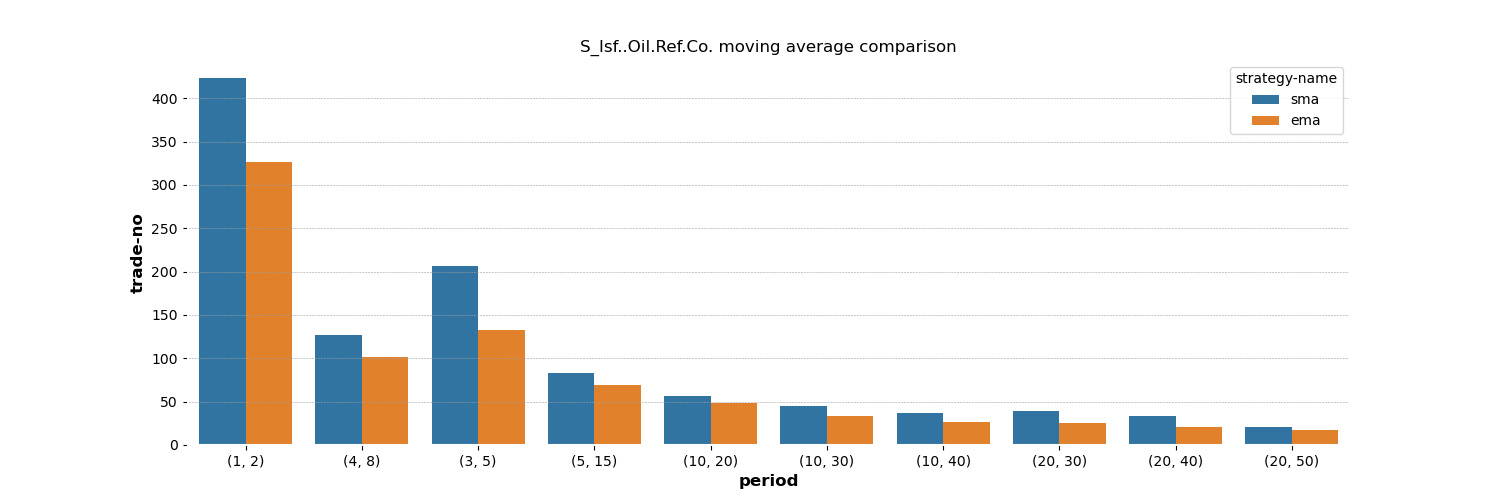 S_Isf..Oil.Ref.Co. moving average comparison
strategy-name
sma
ema
trade-no
400
350
300
250
200
150
100
50
0
(1, 2) (4, 8) (3, 5) (5, 15) (10, 20) (10, 30) (10, 40) (20, 30) (20, 40) (20, 50)
period